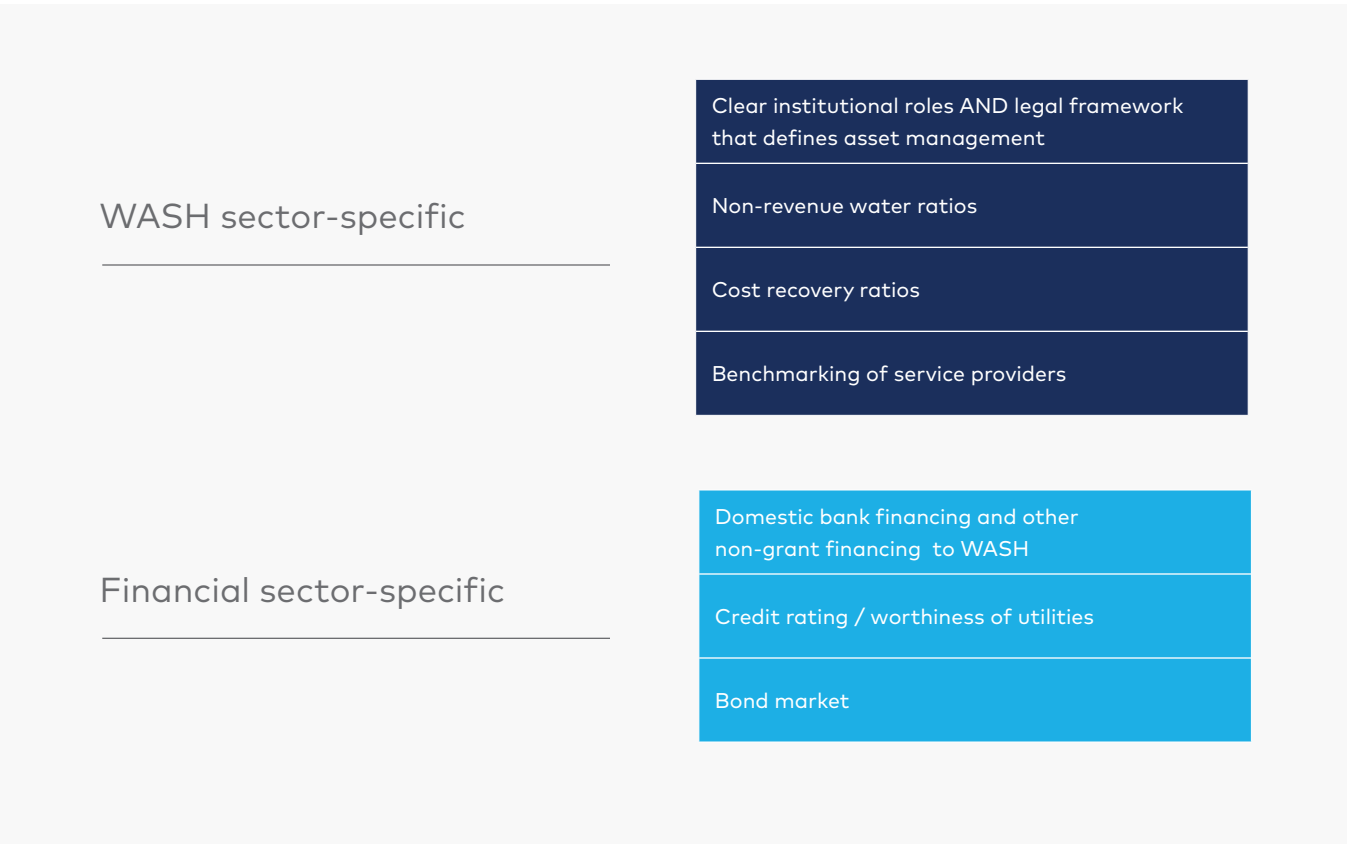 WASH sector-specific
Clear institutional roles AND legal framework
that defines asset management
Non-revenue water ratios
Cost recovery ratios
Benchmarking of service providers
Financial sector-specific
Domestic bank financing and other
non-grant financing  to WASH
Credit rating / worthiness of utilities
Bond market